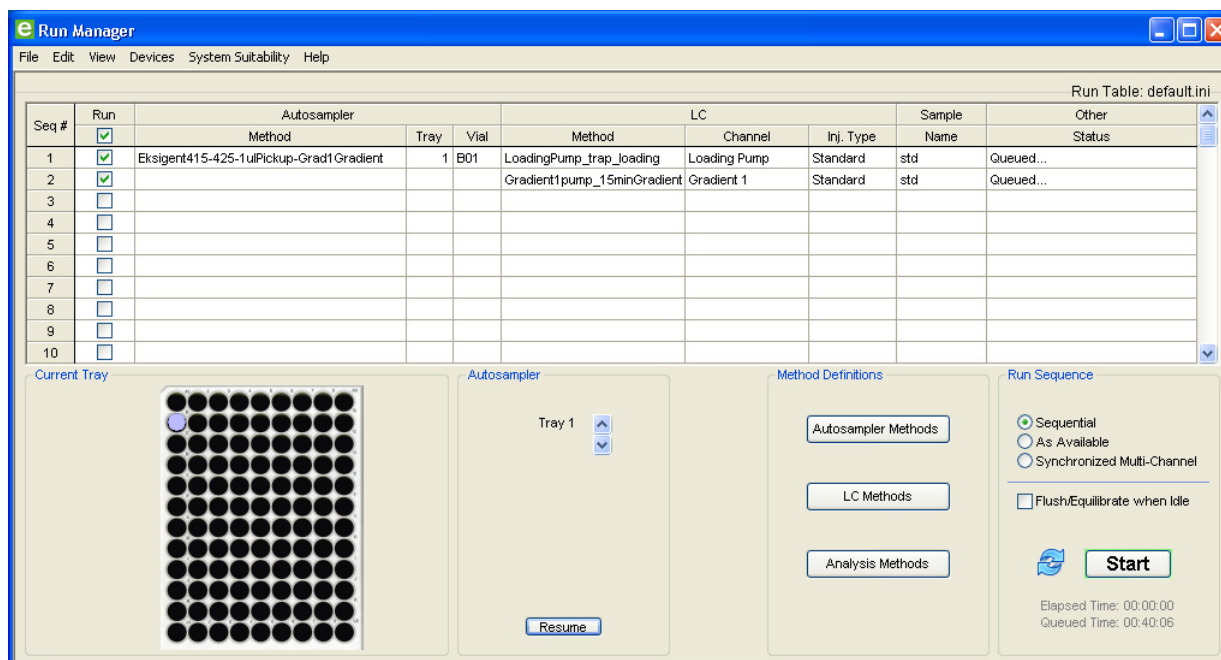 e Run Manager
File Edit View Devices System Suitability Help
Run Table: default.ini
Seq # Run Autosampler LC Sample Other
Method Tray Vial Method Channel Inj. Type Name Status
1 Eksigent415-425-1ulPickup-Grad1Gradient 1 B01 LoadingPump_trap_loading Loading Pump Standard std Queued...
2 Gradient1pump_15minGradient Gradient 1 Standard std Queued...
3
4
5
6
7
8
9
10
Current Tray Autosampler Method Definitions Run Sequence
Tray 1
Autosampler Methods
LC Methods
Analysis Methods
Resume
Sequential
As Available
Synchronized Multi-Channel
Flush/Equilibrate when Idle
Start
Elapsed Time: 00:00:00
Queued Time: 00:40:06